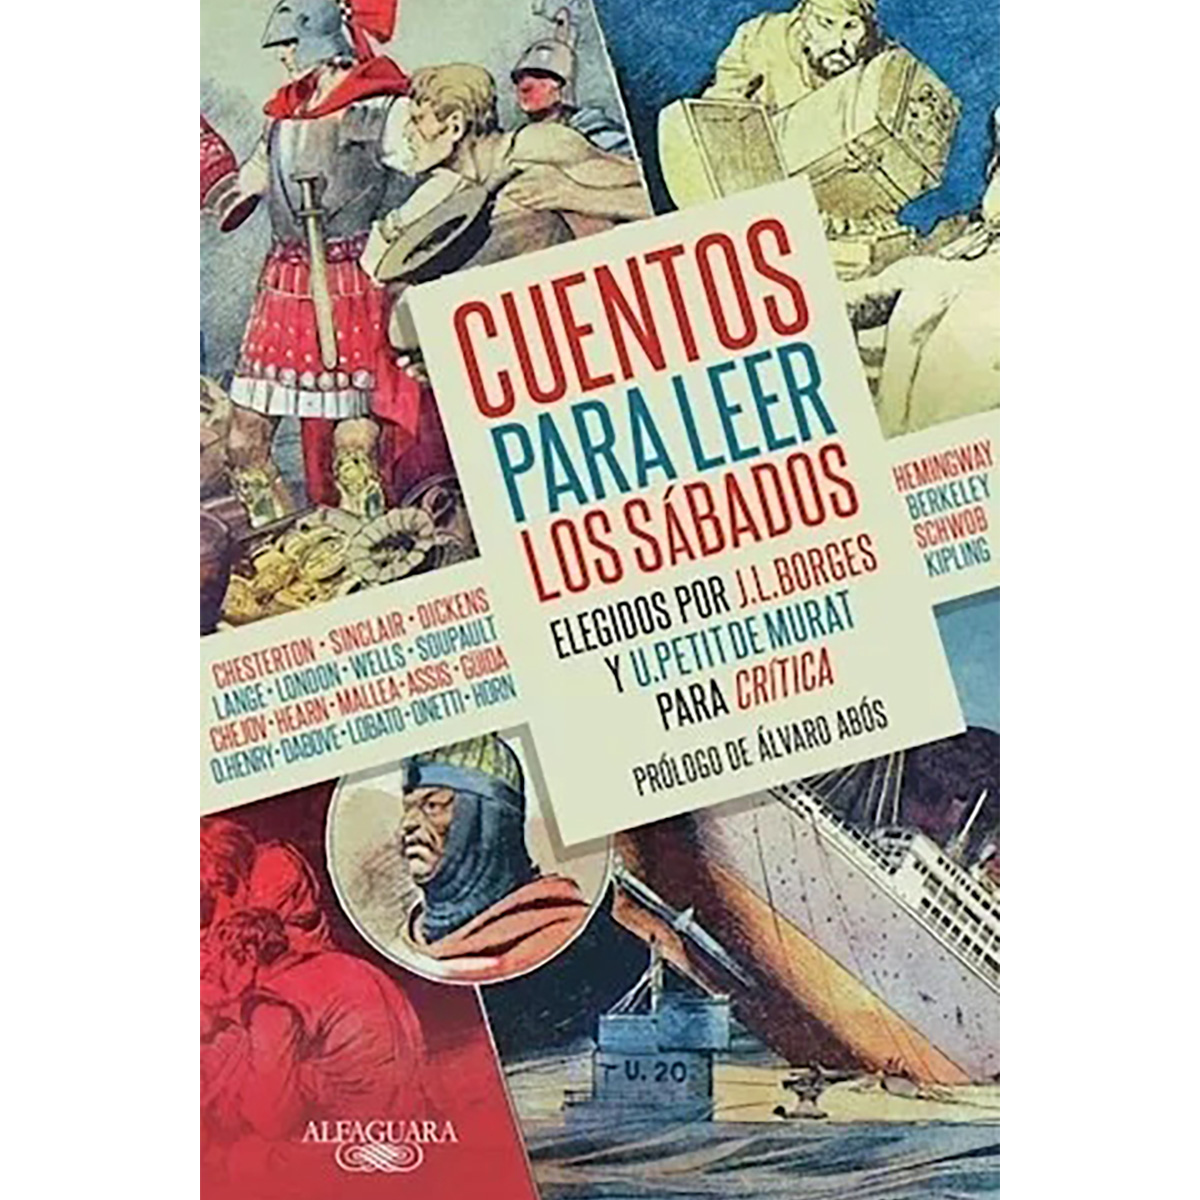 CUENTOS
PARA LEER
LOS SÁBADOS
ELEGIDOS POR J.L.BORGES
Y U.PETIT DE MURAT
PARA CRÍTICA
PRÓLOGO DE ÁLVARO ABÓS
HEMINGWAY
BERKELEY
SCHWOB
KIPLING
CHESTERTON · SINCLAIR · DICKENS
LANGE · LONDON · WELLS · SOUPAULT
CHEJOV · HEARN · MALLEA · ASSIS · GUIDA
O.HENRY · DABOVE · LOBATO · ONETTI · HORN
U. 20
ALFAGUARA